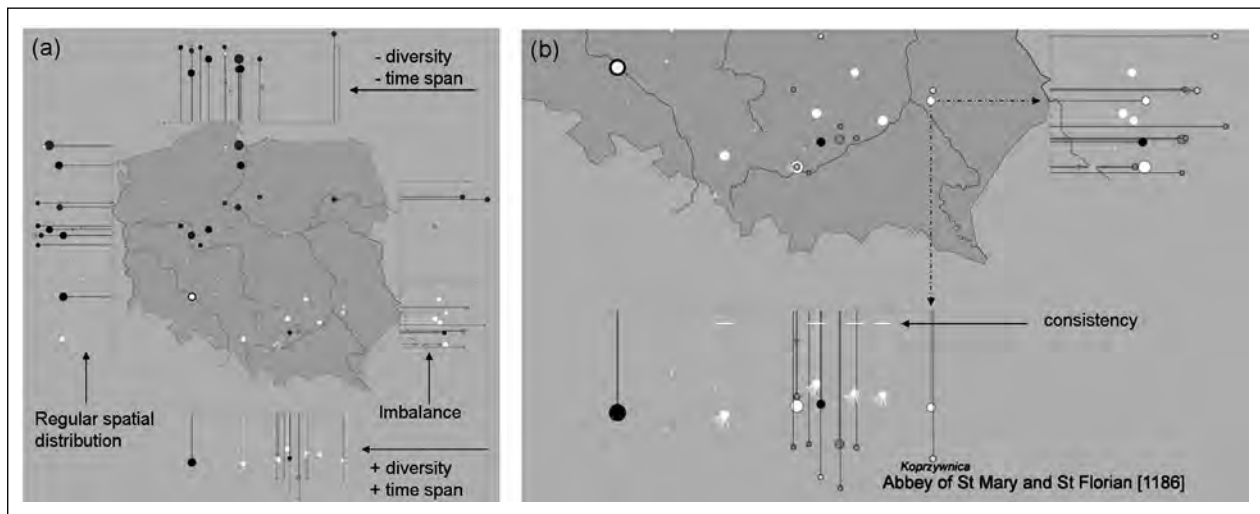 (a)
- diversity
- time span
Regular spatial
distribution
Imbalance
+ diversity
+ time span
(b)
consistency
Koprzywnica
Abbey of St Mary and St Florian [1186]